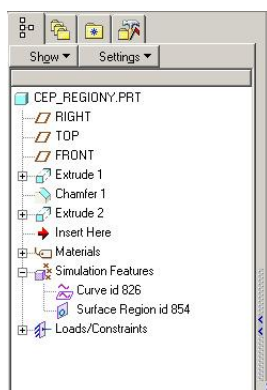 Show Settings
CEP_REGIONY.PRT
RIGHT
TOP
FRONT
Extrude 1
Chamfer 1
Extrude 2
Insert Here
Materials
Simulation Features
Curve id 826
Surface Region id 854
Loads/Constraints